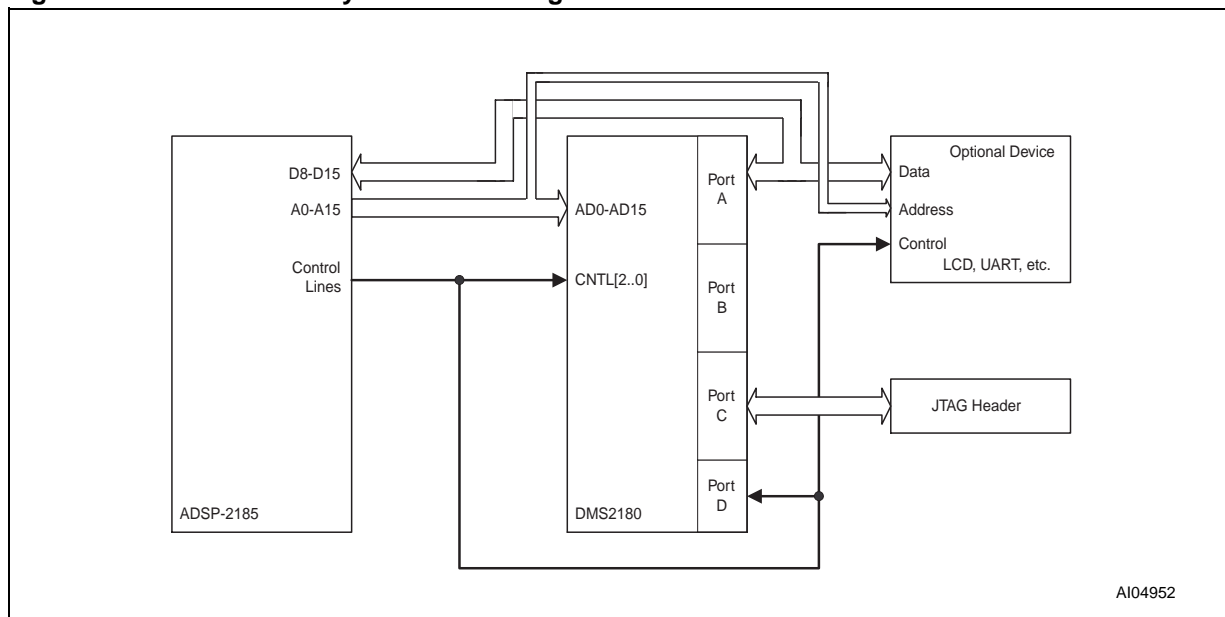 D8-D15
A0-A15
Control
Lines
ADSP-2185
AD0-AD15
CNTL[2..0]
DMS2180
Port
A
Port
B
Port
C
Port
D
Optional Device
Data
Address
Control
LCD, UART, etc.
JTAG Header
AI04952